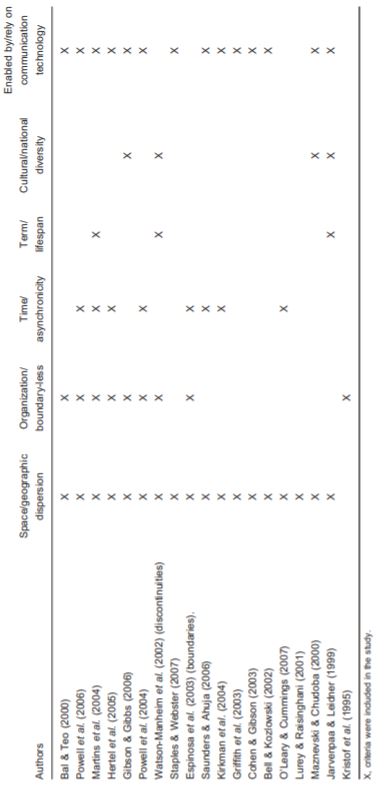 Authors Space/geographic dispersion Organization/boundary-less Time/asynchronicity Term/lifespan Cultural/national diversity Enabled by/rely on communication technology
Bal & Teo (2000) X X X
Powell et al. (2006) X X X X
Martins et al. (2004) X X X X X
Hertel et al. (2005) X X X X
Gibson & Gibbs (2006) X X X X
Powell et al. (2004) X X X X
Watson-Manheim et al. (2002) (discontinuities) X X X X
Staples & Webster (2007) X X
Espinosa et al. (2003) (boundaries). X X X
Saunders & Ahuja (2006) X X X
Kirkman et al. (2004) X X X
Griffith et al. (2003) X X
Cohen & Gibson (2003) X X
Bell & Kozlowski (2002) X X
O'Leary & Cummings (2007) X X
Lurey & Raisinghani (2001) X
Maznevski & Chudoba (2000) X X X
Jarvenpaa & Leidner (1999) X X X X
Kristof et al. (1995) X
X, criteria were included in the study.